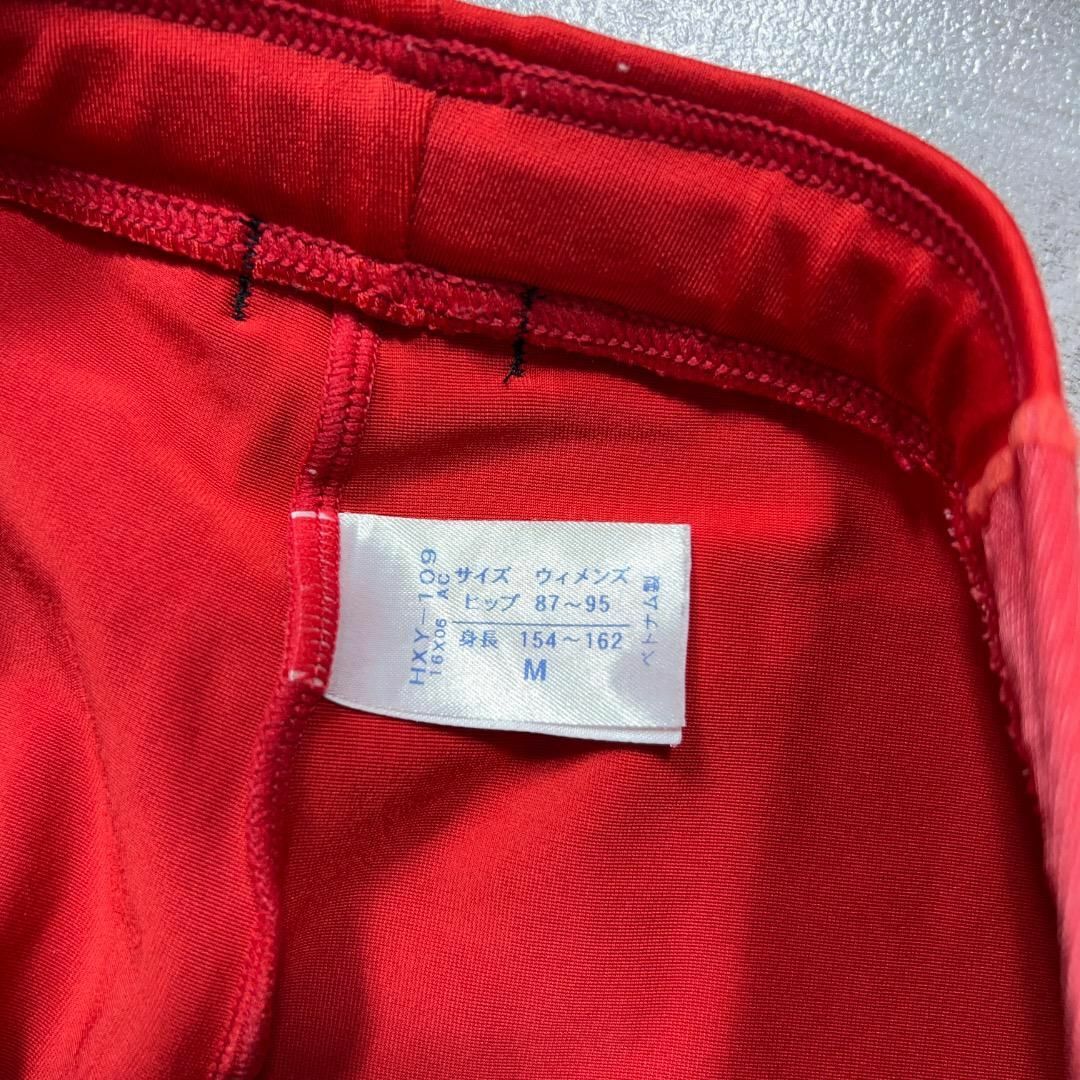 サイズ ウィメンズ
ヒップ 87～95
身長 154～162
M
HXY-109
16X06 AC
ベトナム製